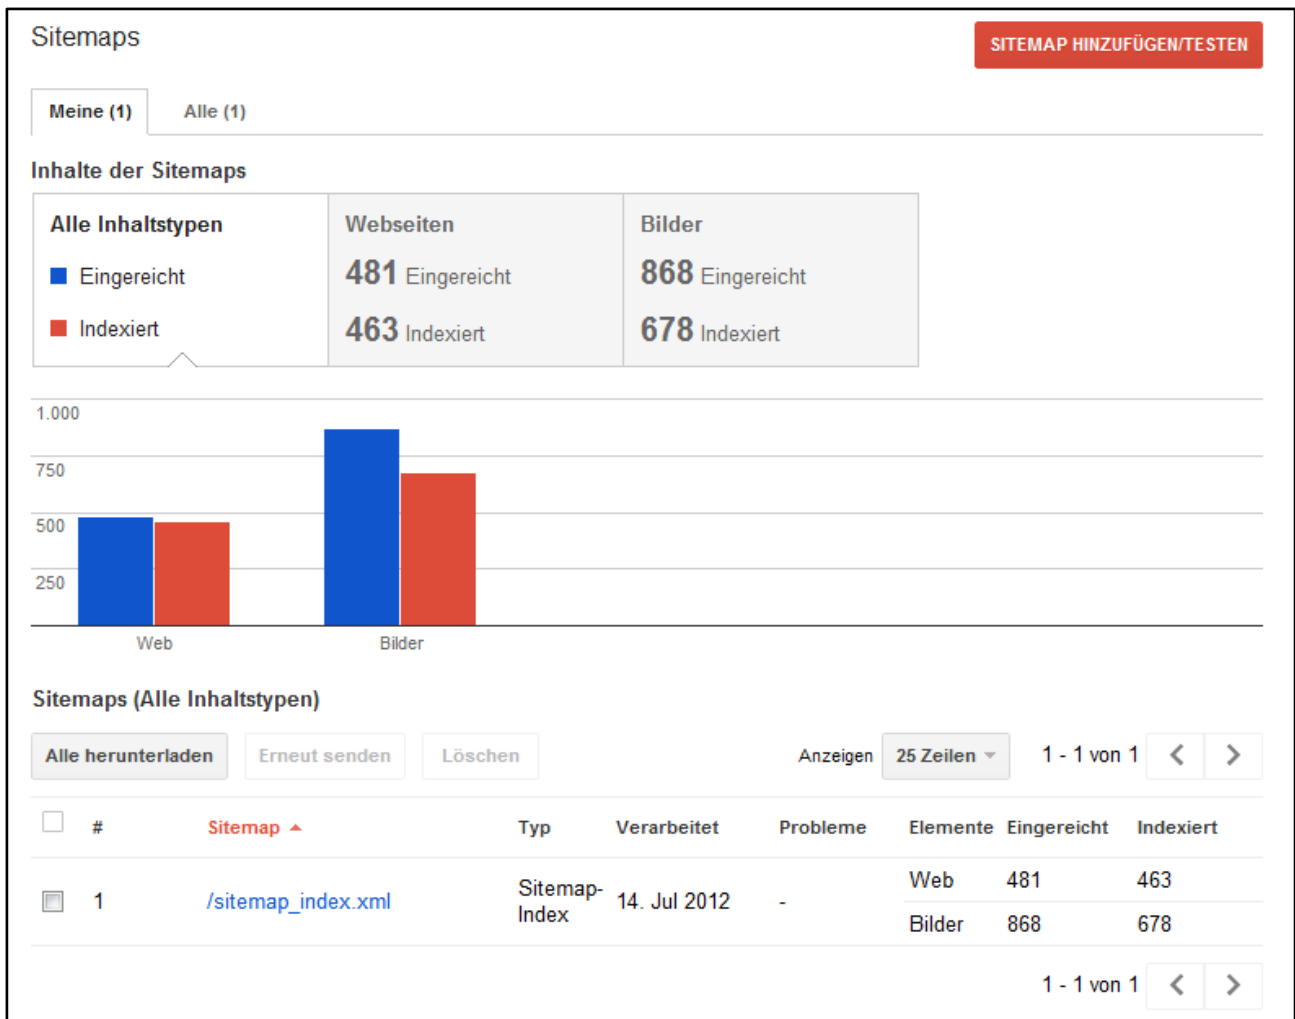 Sitemaps
SITEMAP HINZUFÜGEN/TESTEN
Meine (1) Alle (1)
Inhalte der Sitemaps
Alle Inhaltstypen Webseiten Bilder
Eingereicht 481 Eingereicht 868 Eingereicht
Indexiert 463 Indexiert 678 Indexiert
1.000
750
500
250
Web Bilder
Sitemaps (Alle Inhaltstypen)
Alle herunterladen Erneut senden Löschen Anzeigen 25 Zeilen 1 - 1 von 1
# Sitemap Typ Verarbeitet Probleme Elemente Eingereicht Indexiert
1 /sitemap_index.xml Sitemap-
Index 14. Jul 2012 - Web 481 463
Bilder 868 678
1 - 1 von 1